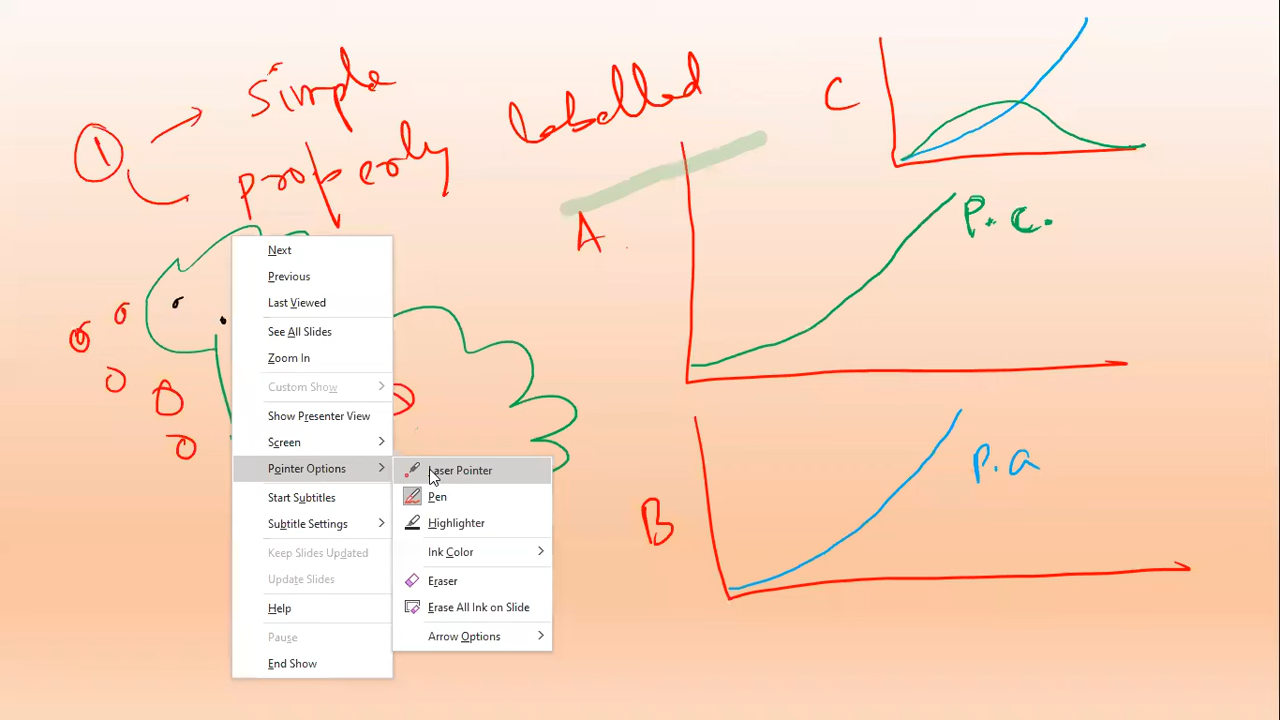 ① simple
properly labelled
C
A
P.C.
P.a
B
Next
Previous
Last Viewed
See All Slides
Zoom In
Custom Show
Show Presenter View
Screen
Pointer Options
Start Subtitles
Subtitle Settings
Keep Slides Updated
Update Slides
Help
Pause
End Show
Laser Pointer
Pen
Highlighter
Ink Color
Eraser
Erase All Ink on Slide
Arrow Options